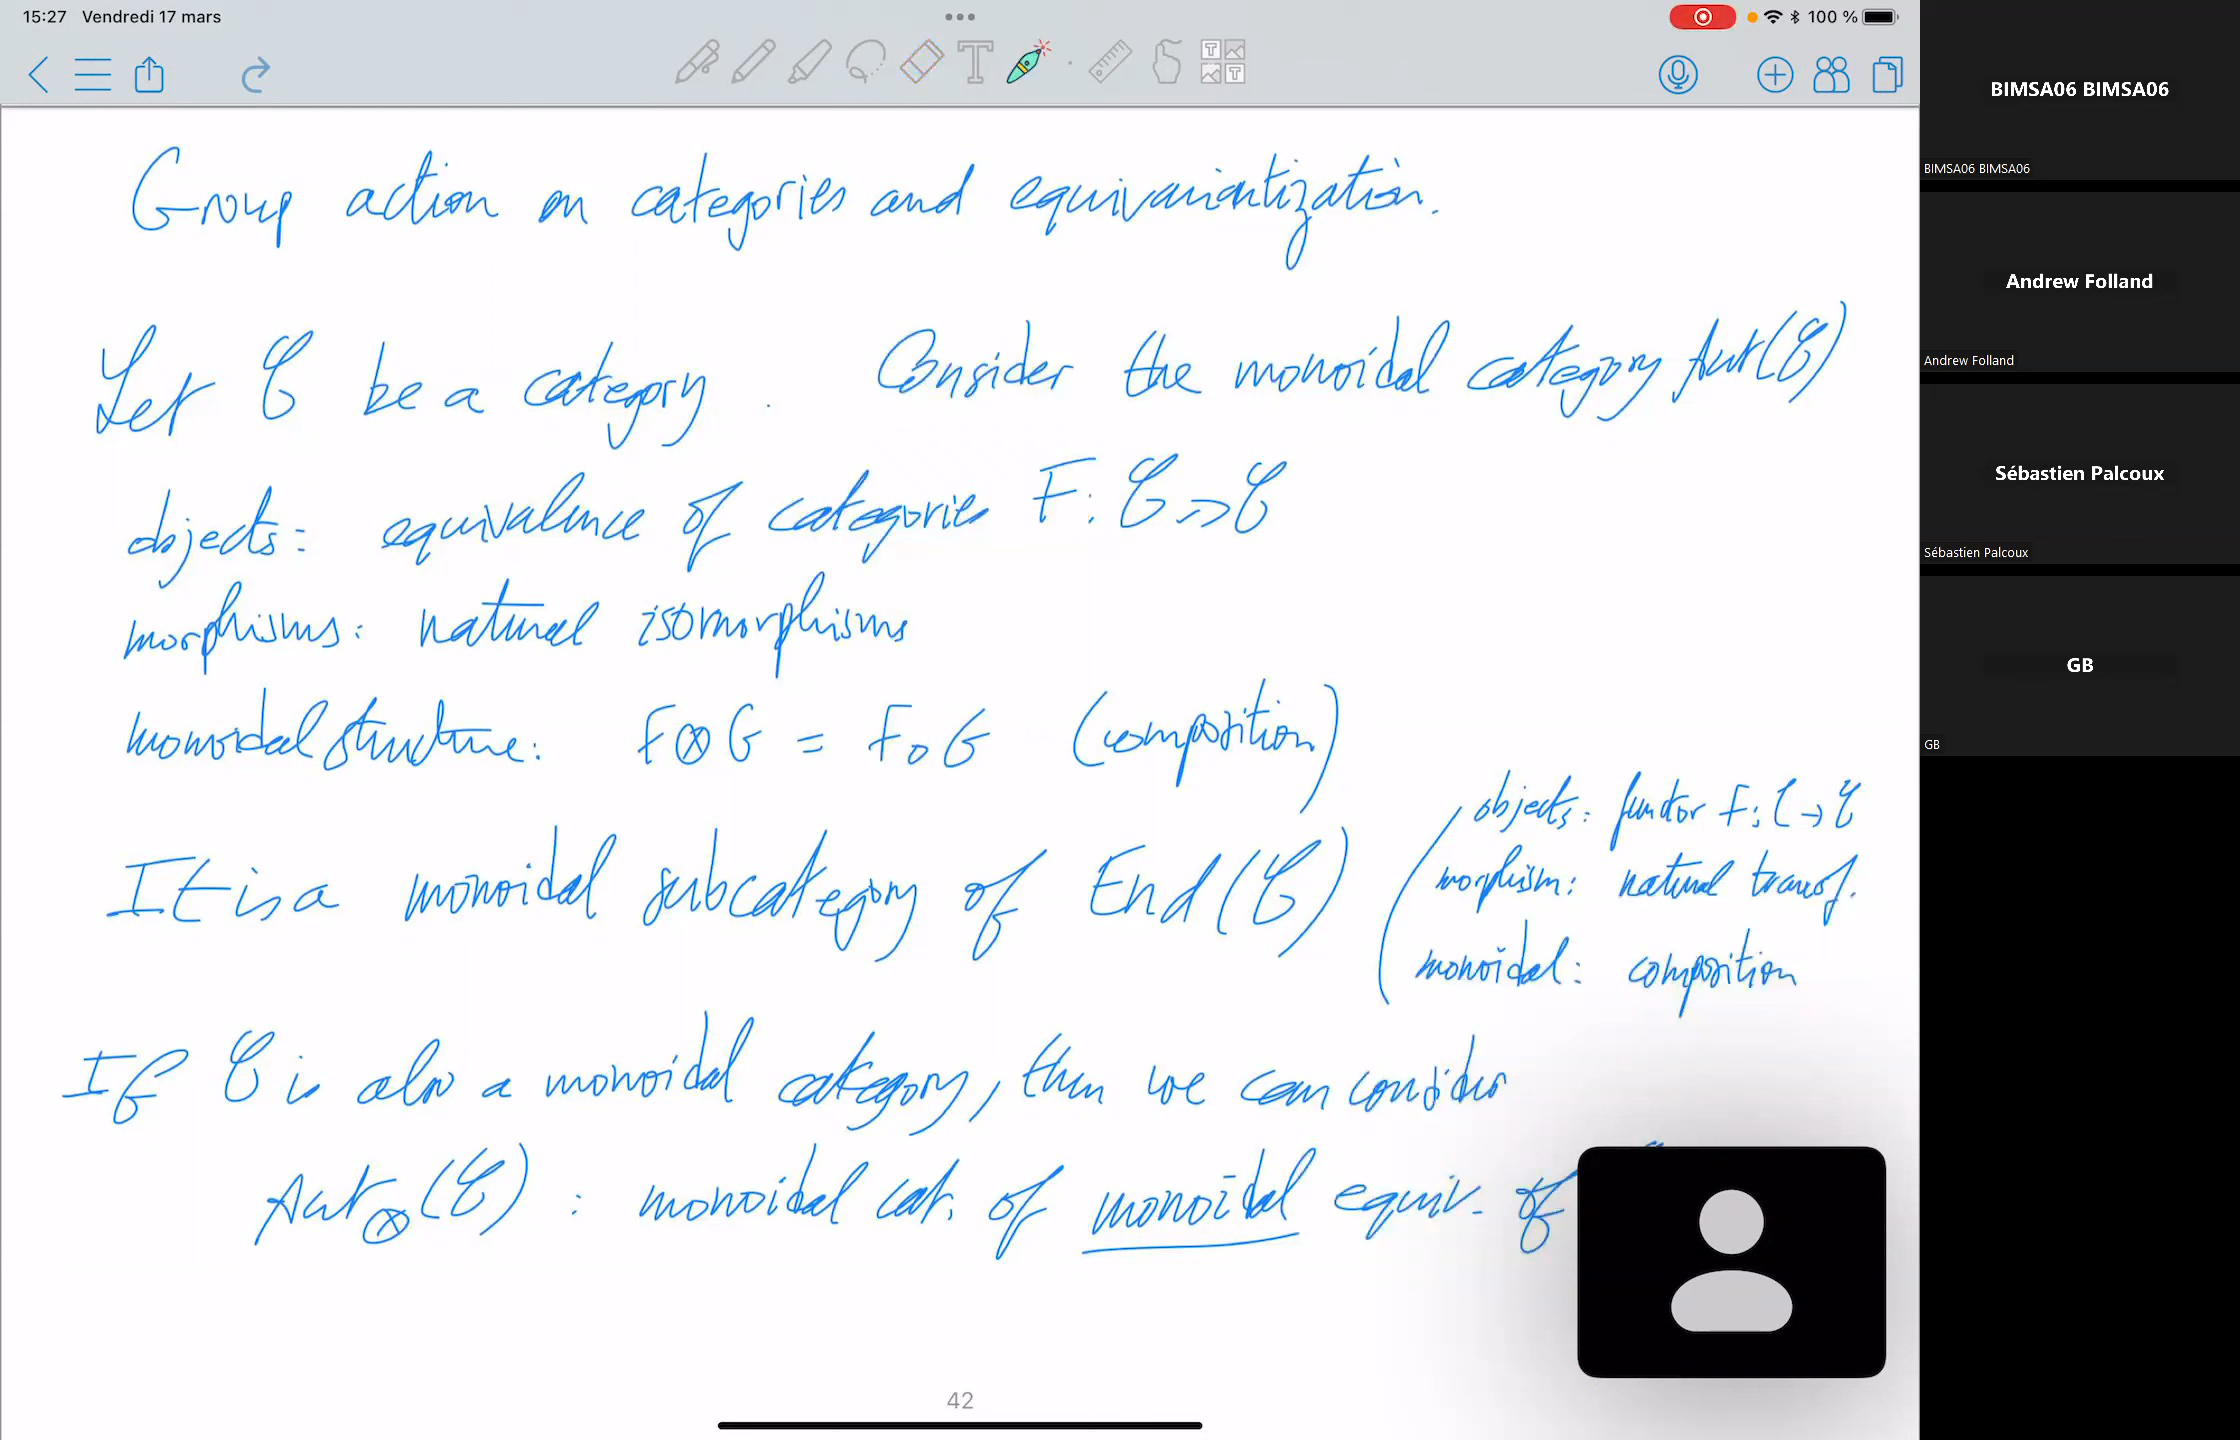 15:27 Vendredi 17 mars
100 %
Group action on categories and equivariantization.
Let 𝒞 be a category. Consider the monoidal category Aut(𝒞)
objects: equivalence of categories F: 𝒞 → 𝒞
morphisms: natural isomorphisms
monoidal structure: F⊗G = F∘G (composition)
It is a monoidal subcategory of End(𝒞)
objects: functor F: 𝒞 → 𝒞
morphism: natural transf.
monoidal: composition
If 𝒞 is also a monoidal category, then we can consider
Aut⊗(𝒞) : monoidal cat. of monoidal equiv. of
42
BIMSA06 BIMSA06
BIMSA06 BIMSA06
Andrew Folland
Andrew Folland
Sébastien Palcoux
Sébastien Palcoux
GB
GB